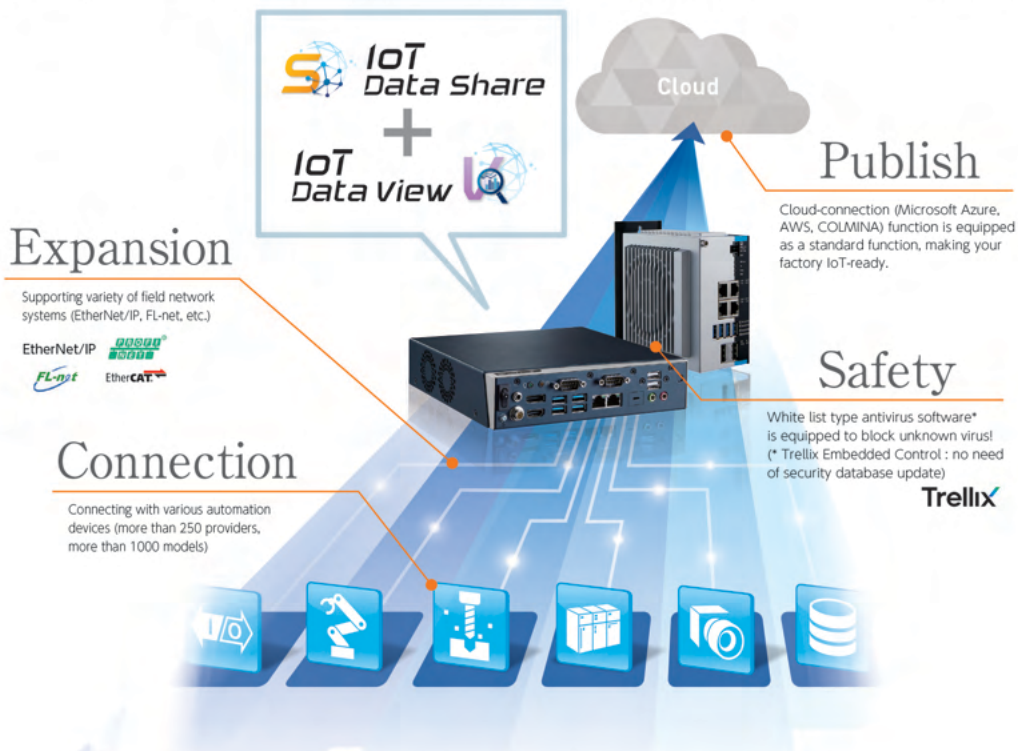 IoT
Data Share
+
IoT
Data View
Cloud
Publish
Cloud-connection (Microsoft Azure,
AWS, COLMINA) function is equipped
as a standard function, making your
factory IoT-ready.
Expansion
Supporting variety of field network
systems (EtherNet/IP, FL-net, etc.)
EtherNet/IP
PROFI
NET
FL-net
EtherCAT
Safety
White list type antivirus software*
is equipped to block unknown virus!
(* Trellix Embedded Control : no need
of security database update)
Trellix
Connection
Connecting with various automation
devices (more than 250 providers,
more than 1000 models)
I/O